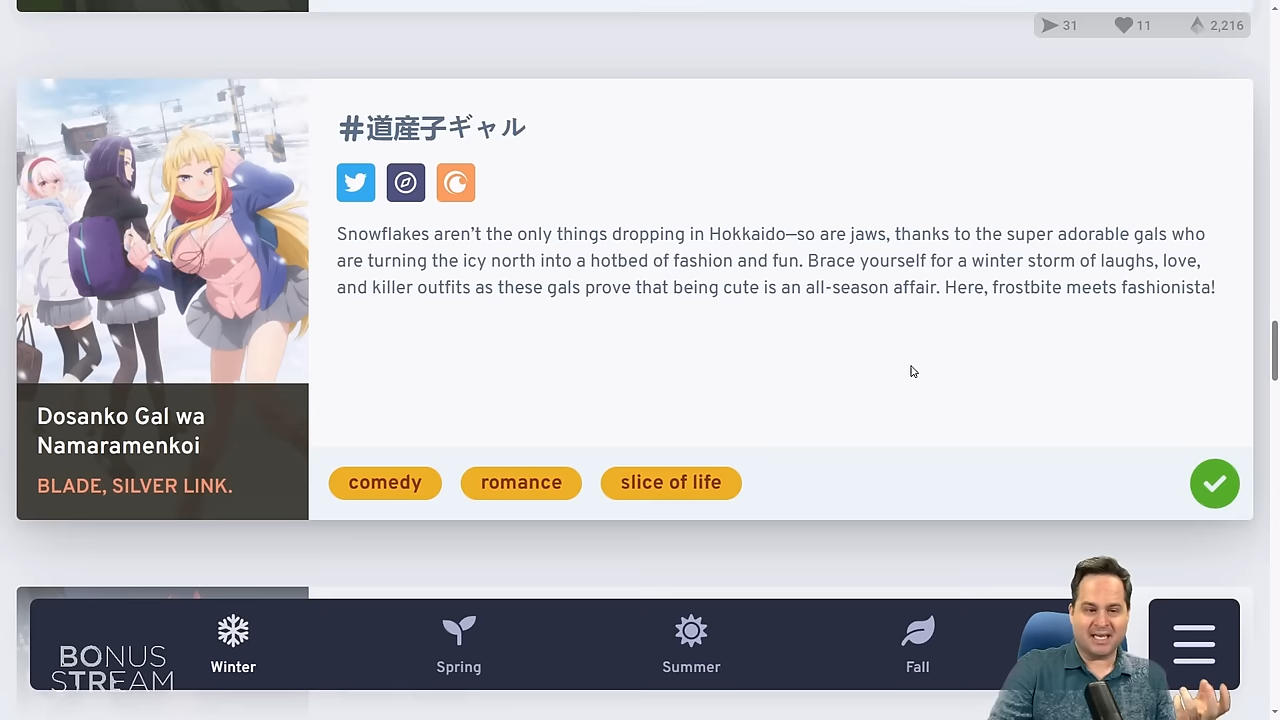 31 11 2,216
#道産子ギャル
Snowflakes aren’t the only things dropping in Hokkaido—so are jaws, thanks to the super adorable gals who
are turning the icy north into a hotbed of fashion and fun. Brace yourself for a winter storm of laughs, love,
and killer outfits as these gals prove that being cute is an all-season affair. Here, frostbite meets fashionista!
Dosanko Gal wa
Namaramenkoi
BLADE, SILVER LINK.
comedy romance slice of life
BONUS
STREAM
Winter Spring Summer Fall